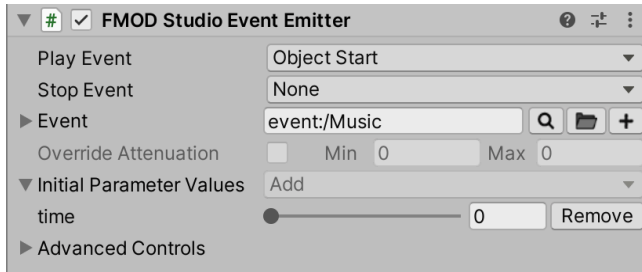 FMOD Studio Event Emitter
Play Event Object Start
Stop Event None
Event event:/Music
Override Attenuation Min 0 Max 0
Initial Parameter Values Add
time 0 Remove
Advanced Controls